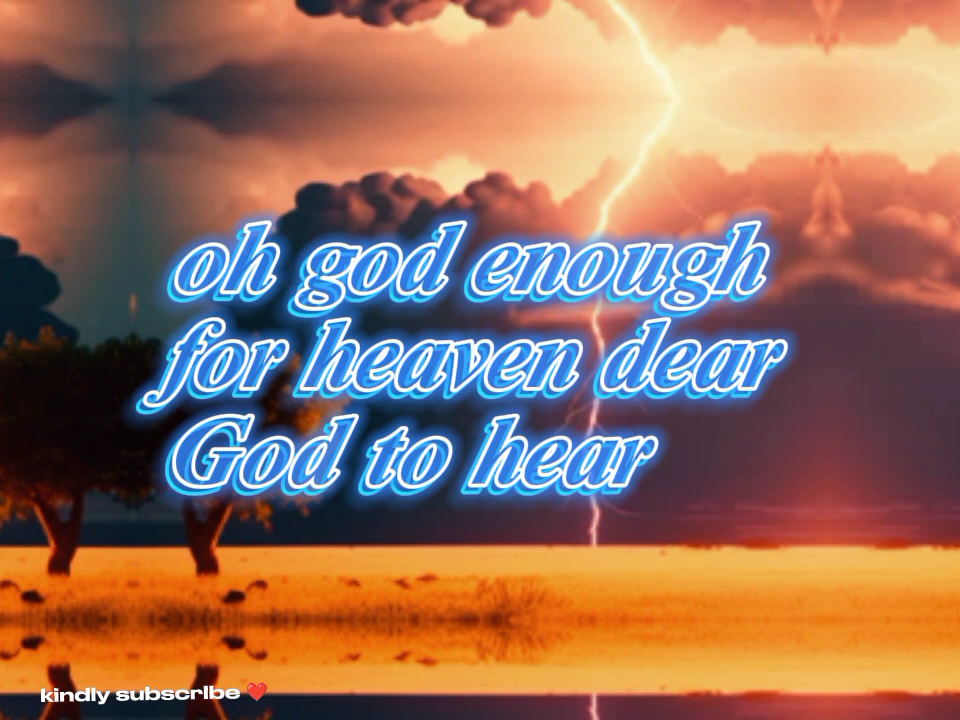 oh god enough
for heaven dear
God to hear
kindly subscribe ❤️